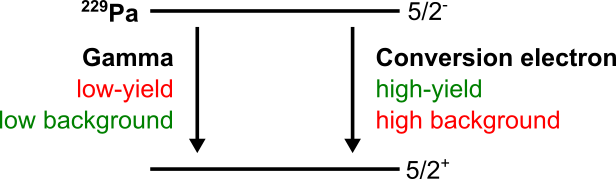 ²²⁹Pa
5/2⁻
Gamma
low-yield
low background
Conversion electron
high-yield
high background
5/2⁺